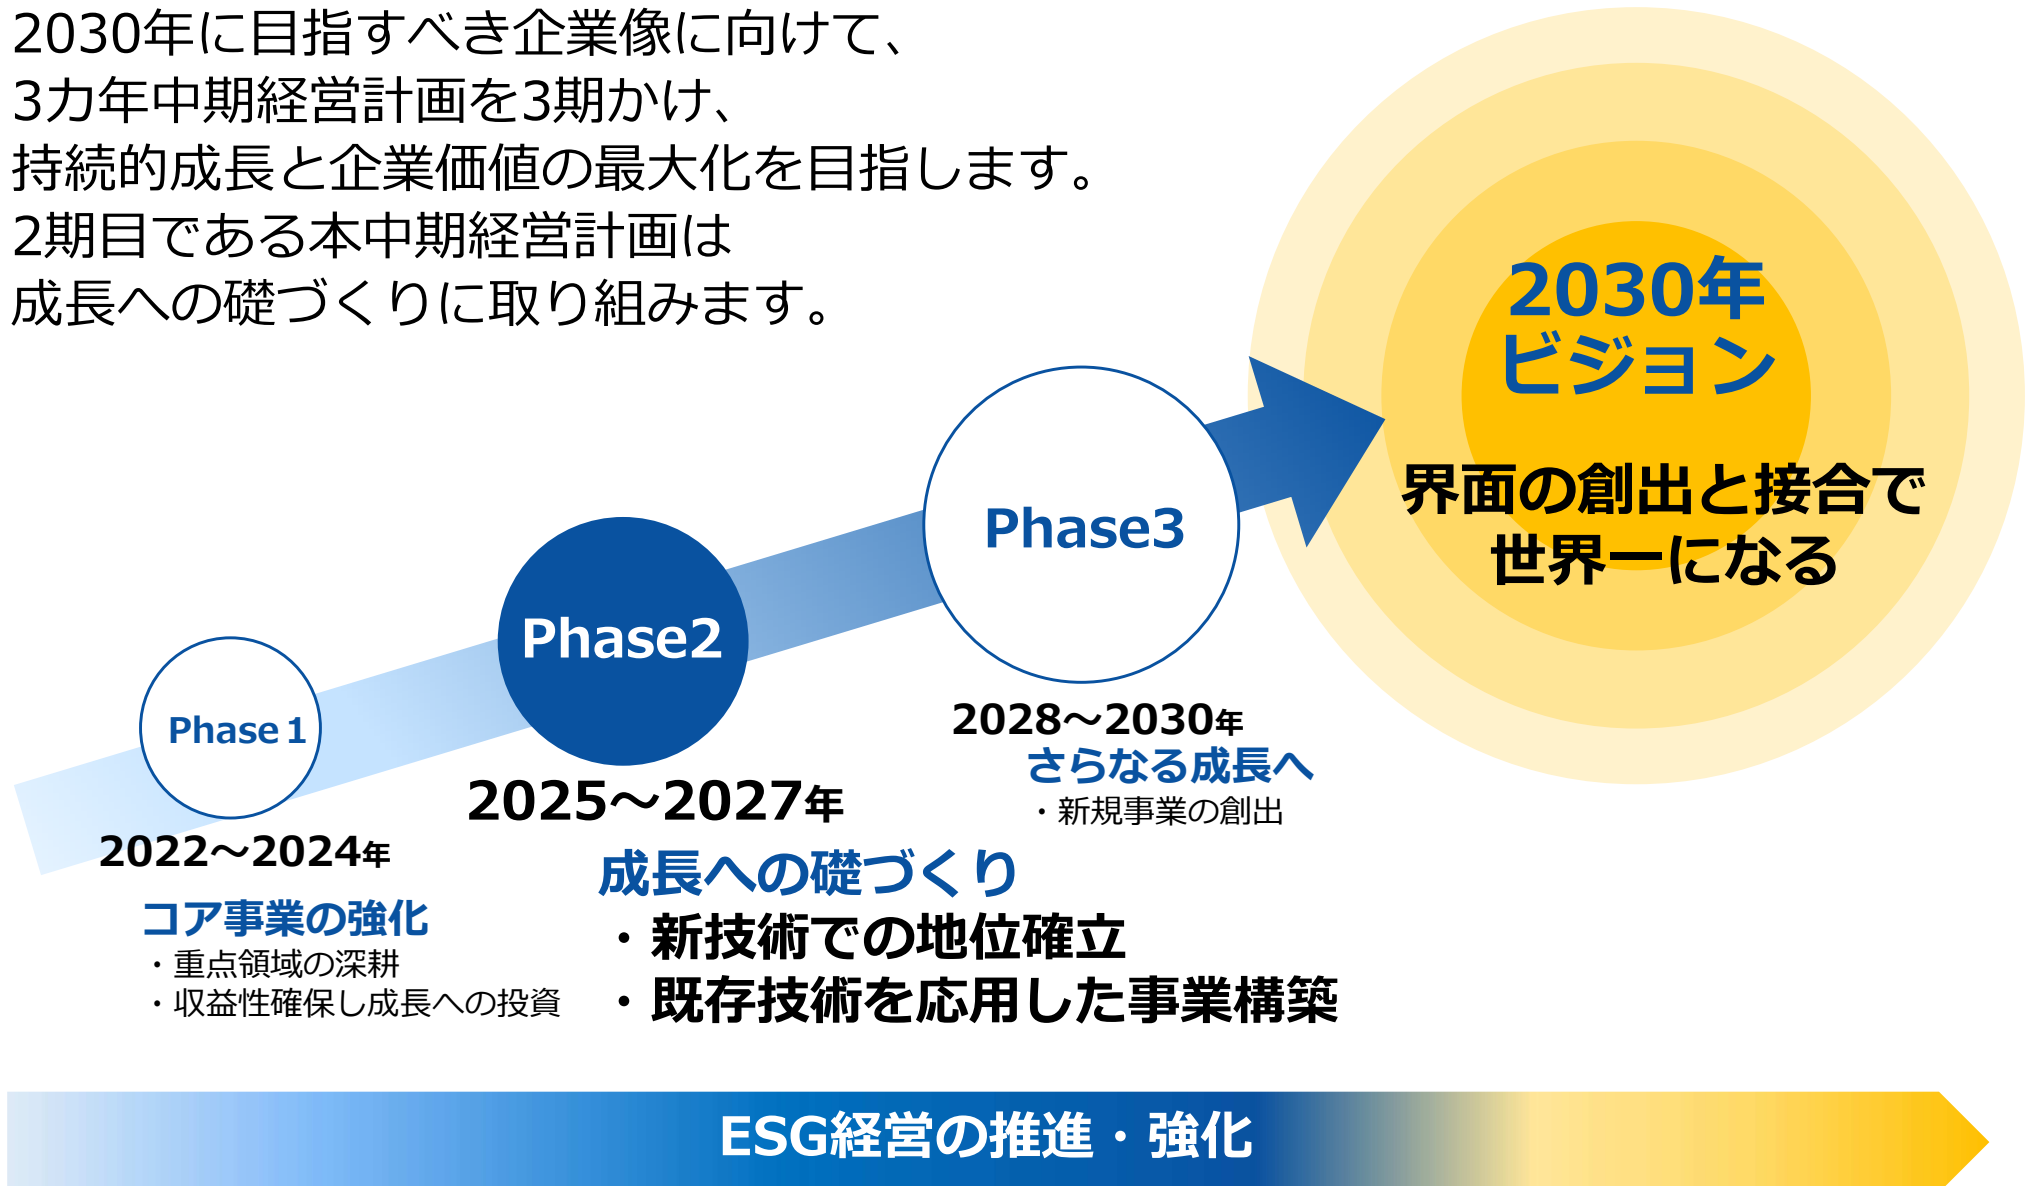 2030年に目指すべき企業像に向けて、
3カ年中期経営計画を3期かけ、
持続的成長と企業価値の最大化を目指します。
2期目である本中期経営計画は
成長への礎づくりに取り組みます。
2030年
ビジョン
界面の創出と接合で
世界一になる
Phase1
2022～2024年
コア事業の強化
・重点領域の深耕
・収益性確保し成長への投資
Phase2
2025～2027年
成長への礎づくり
・新技術での地位確立
・既存技術を応用した事業構築
Phase3
2028～2030年
さらなる成長へ
・新規事業の創出
ESG経営の推進・強化